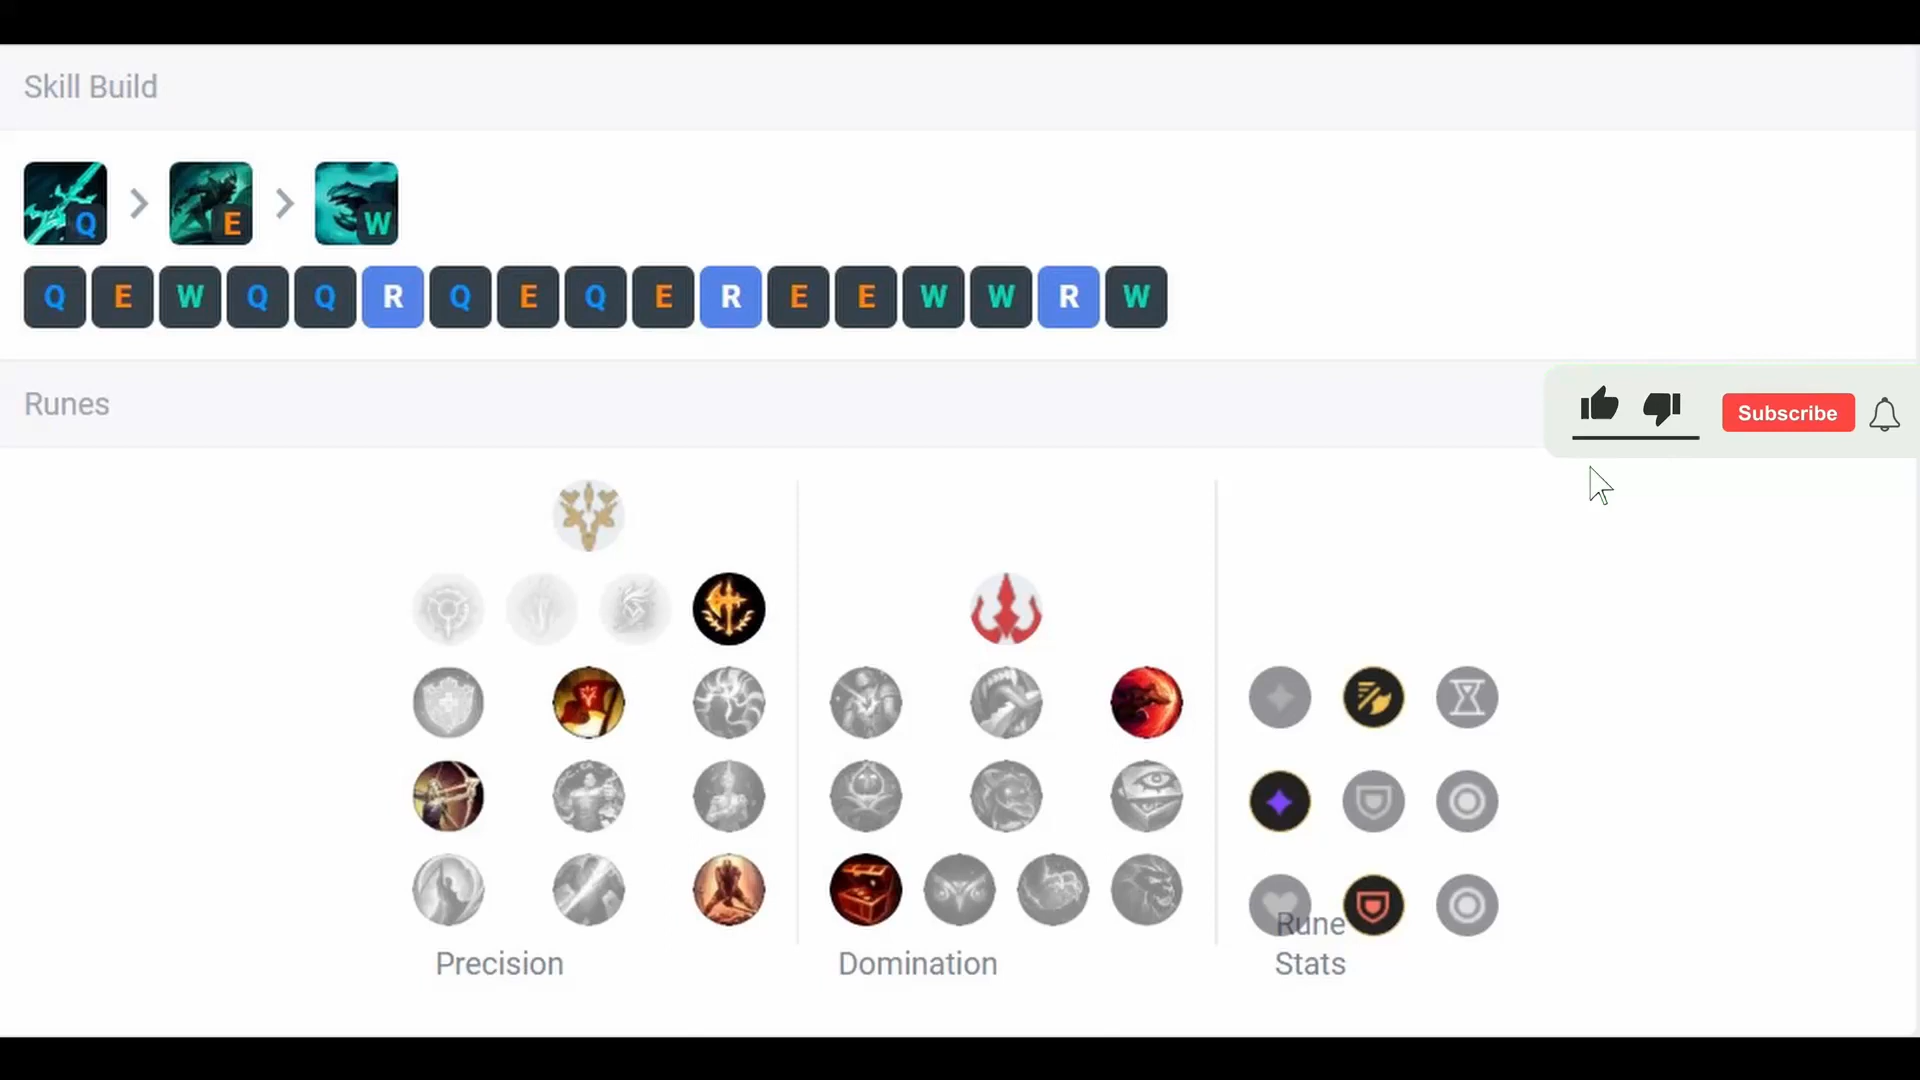 Skill Build
Q E W
Q E W Q Q R Q E Q E R E E W W R W
Runes
Subscribe
Precision
Domination
Rune
Stats